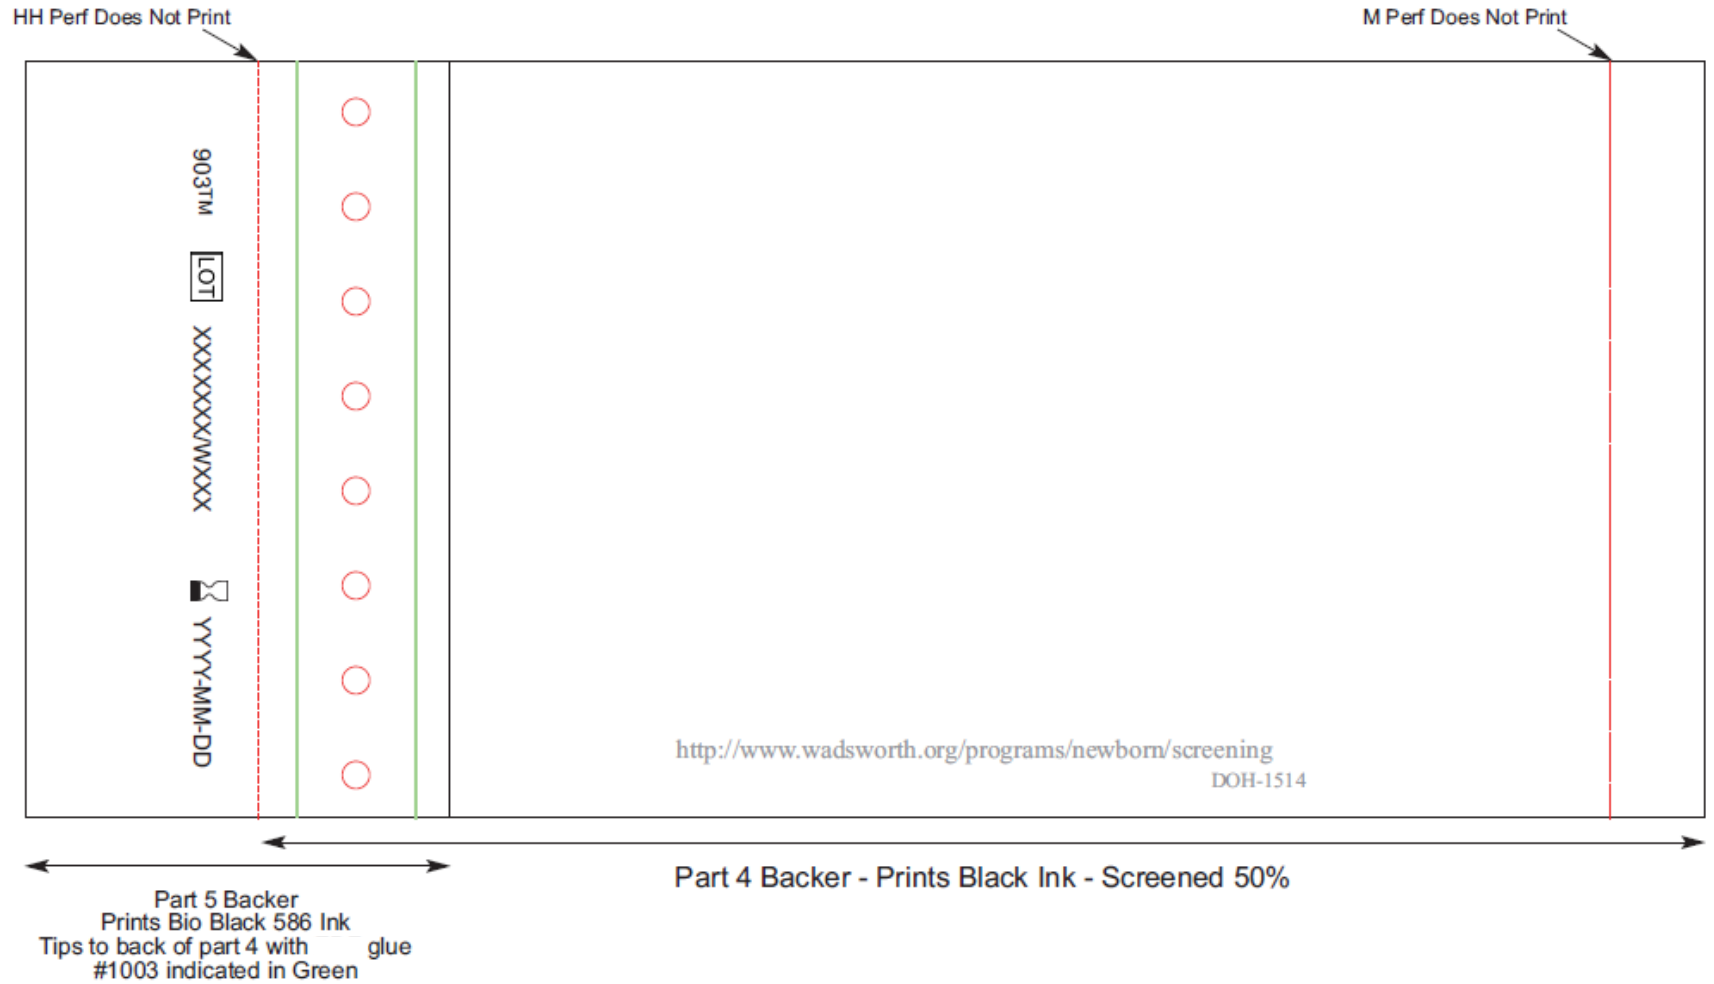 HH Perf Does Not Print
M Perf Does Not Print
903TM
LOT
XXXXXXX/WXXX
YYYY-MM-DD
http://www.wadsworth.org/programs/newborn/screening
DOH-1514
Part 4 Backer - Prints Black Ink - Screened 50%
Part 5 Backer
Prints Bio Black 586 Ink
Tips to back of part 4 with glue
#1003 indicated in Green